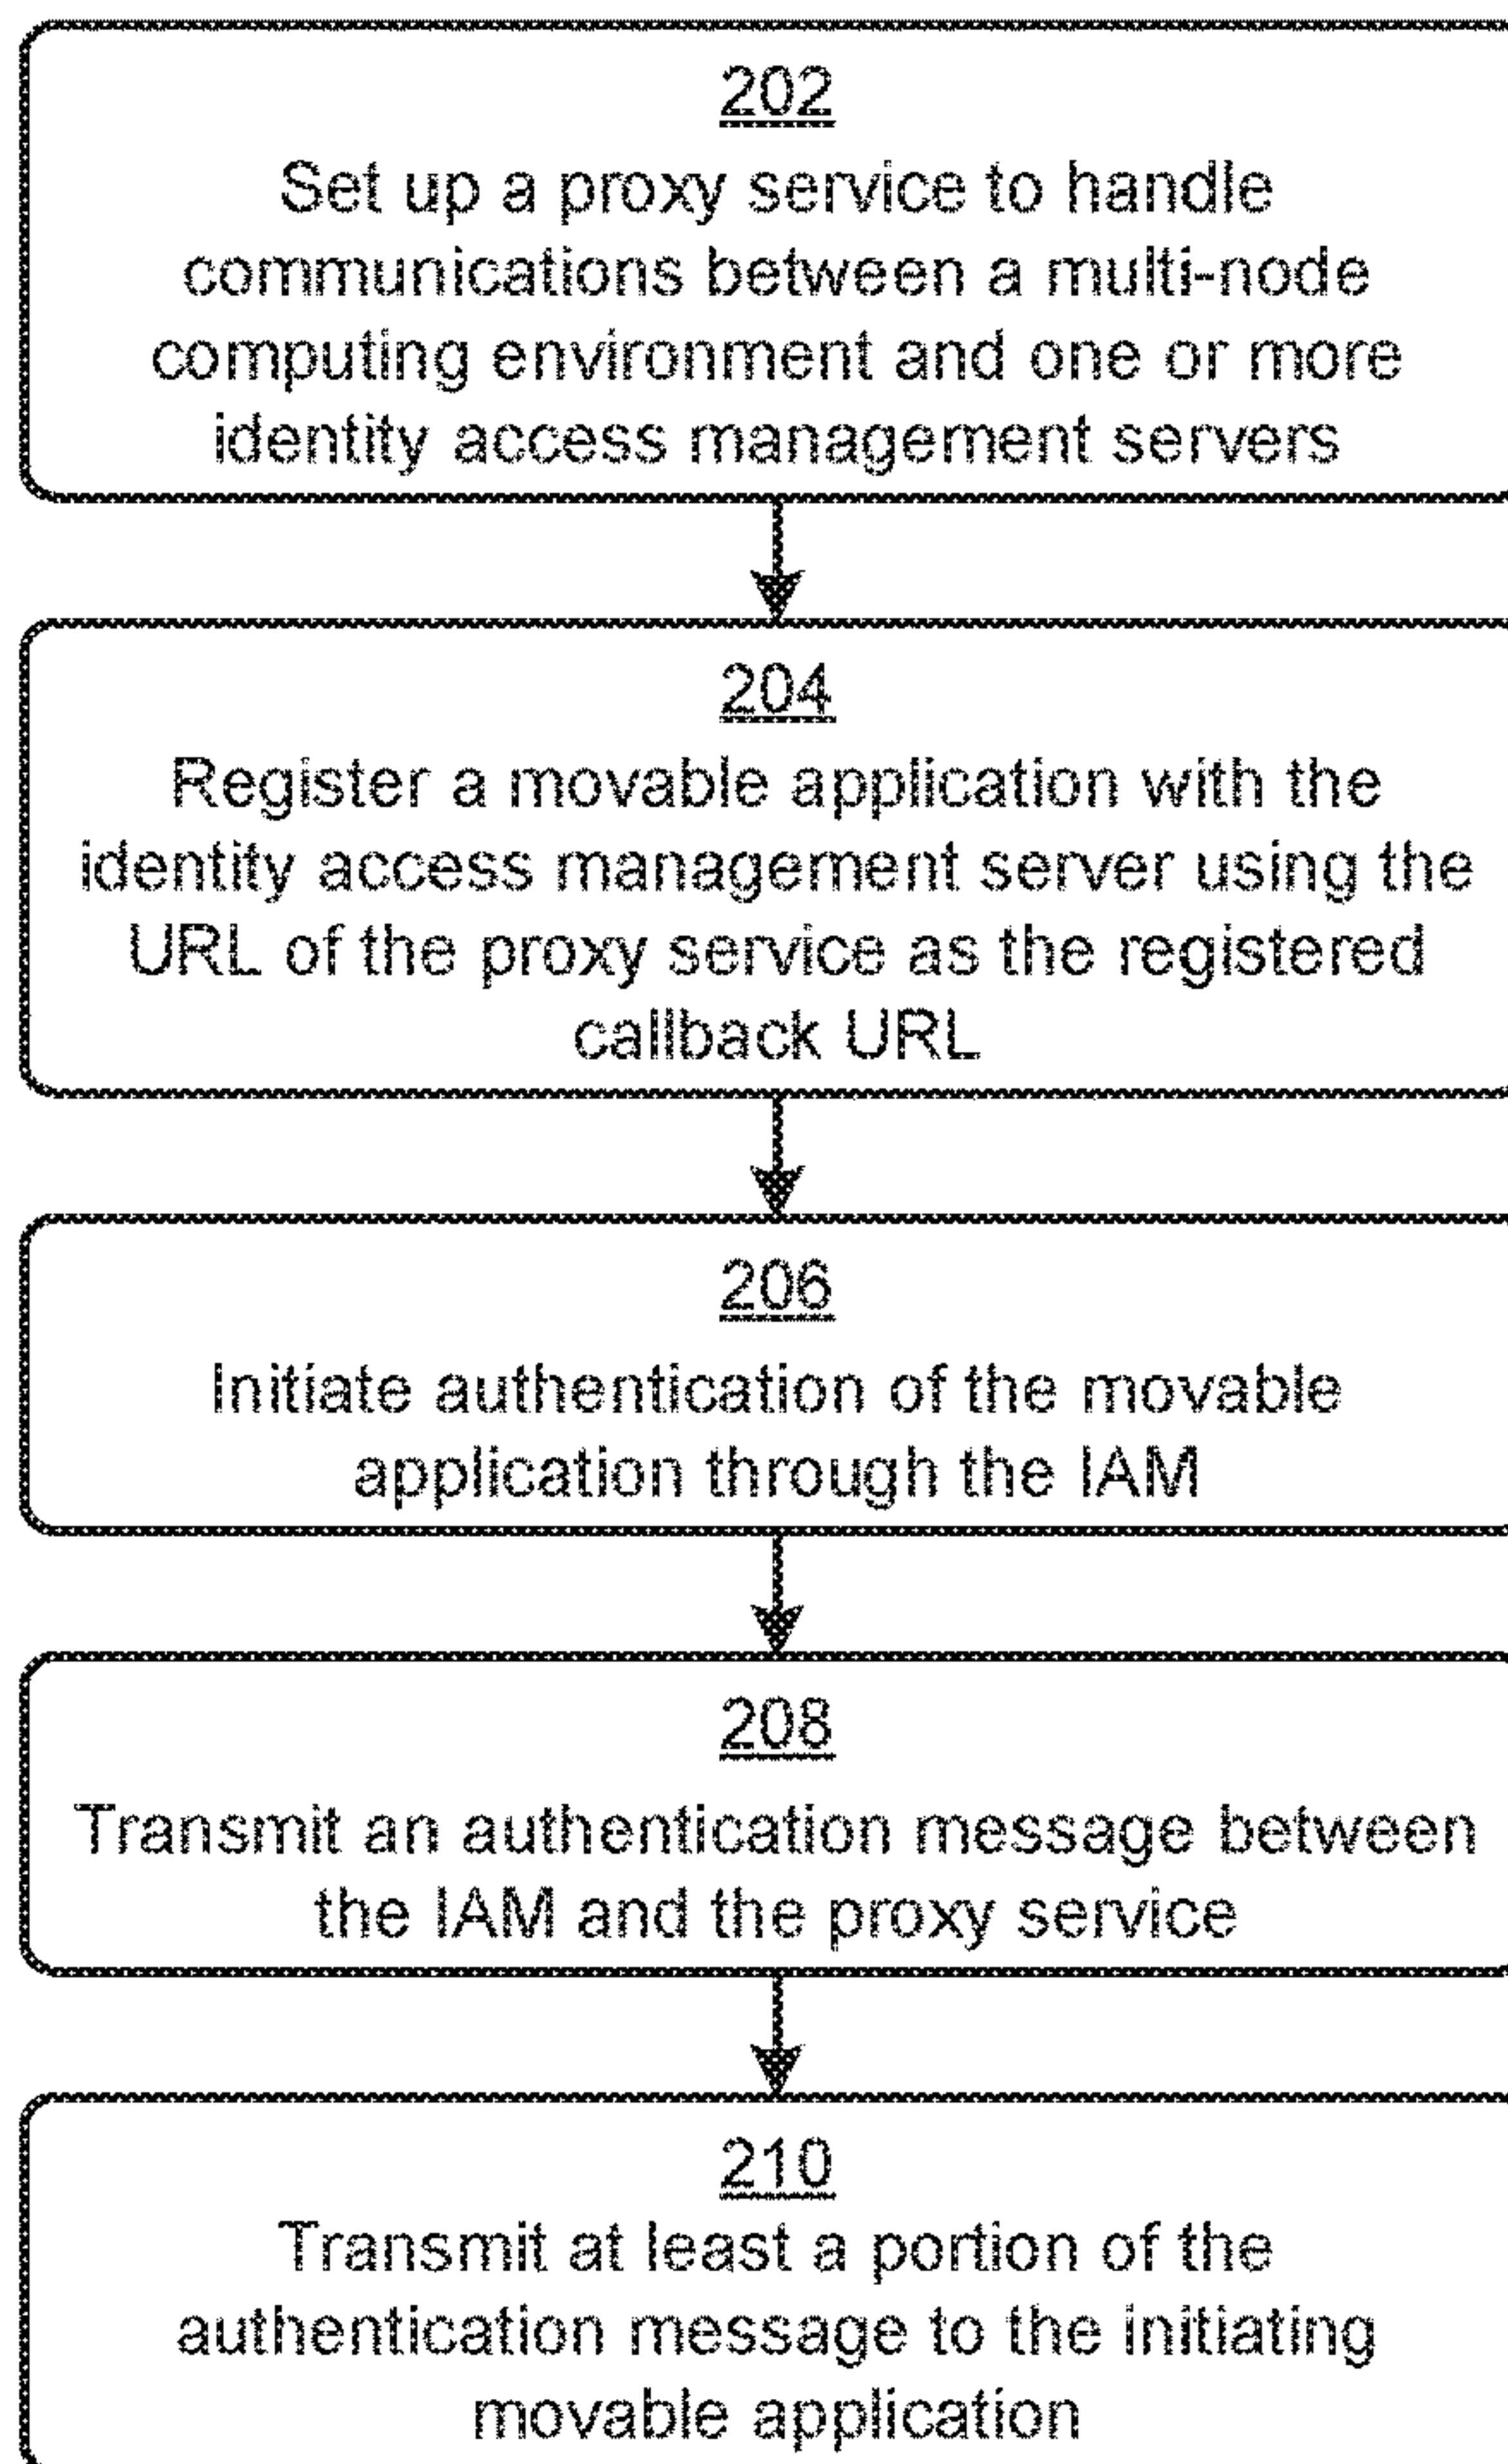 202
Set up a proxy service to handle
communications between a multi-node
computing environment and one or more
identity access management servers
204
Register a movable application with the
identity access management server using the
URL of the proxy service as the registered
callback URL
206
Initiate authentication of the movable
application through the IAM
208
Transmit an authentication message between
the IAM and the proxy service
210
Transmit at least a portion of the
authentication message to the initiating
movable application